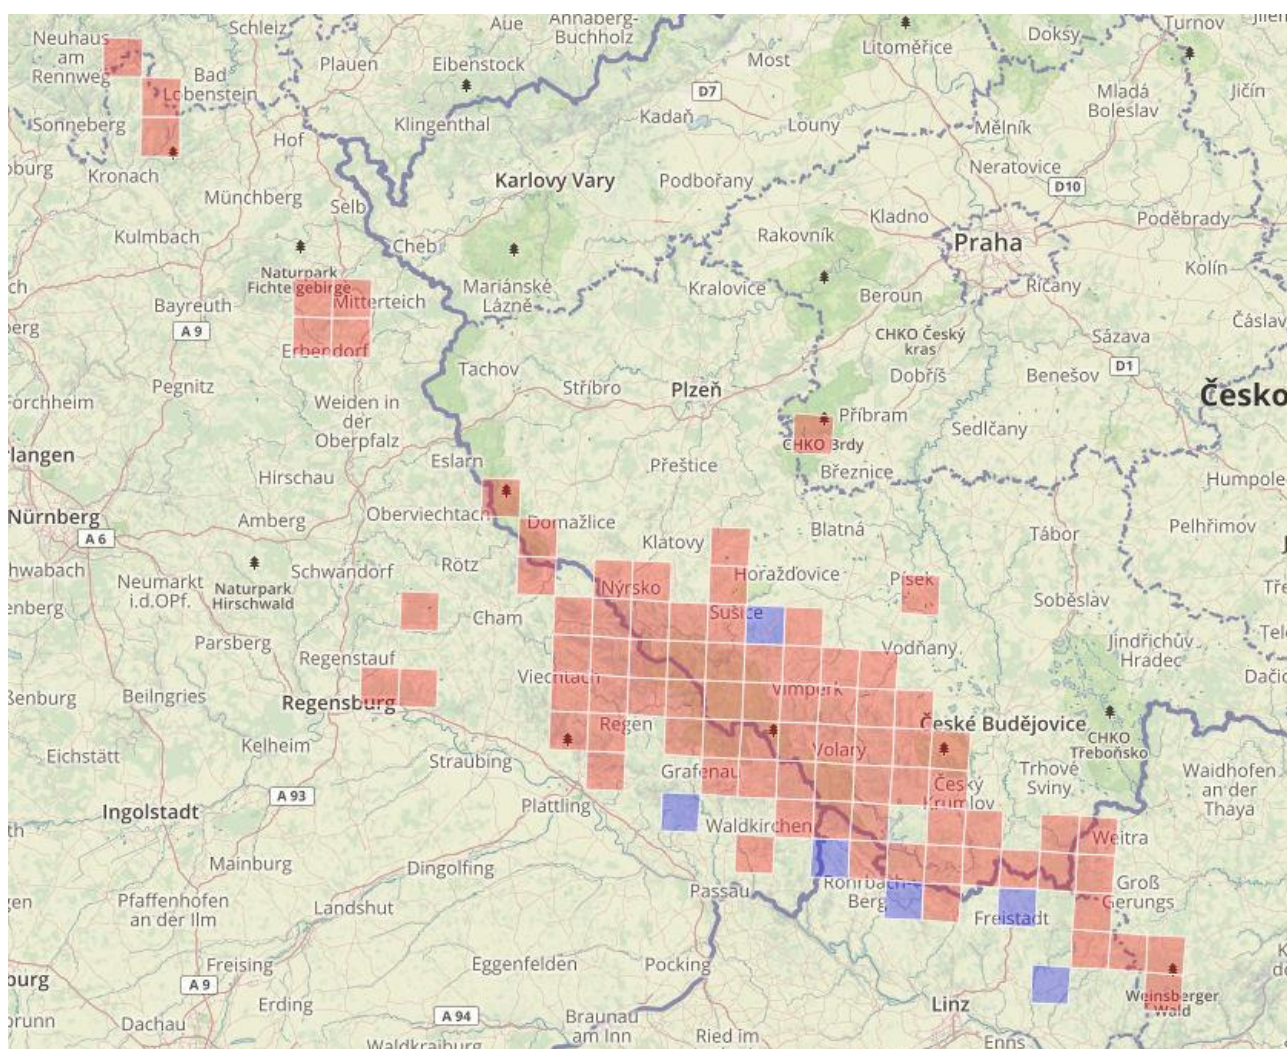 Neuhaus
am
Rennweg
Schleiz
Aue
Annaberg-
Buchholz
Litoměřice
Doksy
Turnov
Plauen
Eibenstock
Most
Bad
Lobenstein
D7
Mladá
Boleslav
Jičín
Sonneberg
Hof
Klingenthal
Kadaň
Louny
Mělník
Kronach
Karlovy Vary
Podbořany
Neratovice
D10
Münchberg
Selb
Kladno
Poděbrady
Kulmbach
Cheb
Rakovník
Praha
Naturpark
Fichtelgebirge
Mitterteich
Mariánské
Lázně
Kralovice
Beroun
Říčany
Kolín
Bayreuth
A 9
CHKO Český
kras
Sázava
Čáslav
Erbendorf
Tachov
Dobříš
Benešov
D1
Pegnitz
Stříbro
Plzeň
Česko
Forchheim
Weiden in
der
Oberpfalz
Příbram
CHKO Brdy
Sedlčany
rlangen
Eslarn
Přeštice
Březnice
Hirschau
Humpole
Nürnberg
A 6
Amberg
Oberviechtach
Domažlice
Klatovy
Blatná
Tábor
Pelhřimov
hwabach
Neumarkt
i.d.OPf.
Naturpark
Hirschwald
Schwandorf
Rötz
Nýrsko
Horažďovice
Písek
Soběslav
enberg
Cham
Sušice
Parsberg
Regenstauf
Vodňany
Jindřichův
Hradec
Viechtach
Vimperk
Dačic
Beilngries
Regensburg
Regen
České Budějovice
CHKO
Třeboňsko
Eichstätt
Kelheim
Straubing
Grafenau
Volary
Český
Krumlov
Trhové
Sviny
Waidhofen
an der
Thaya
Ingolstadt
A 93
Plattling
Waldkirchen
Weitra
Mainburg
Dingolfing
Passau
Rohrbach-
Berg
Groß
Gerungs
Pfaffenhofen
an der Ilm
Landshut
Freistadt
Freising
Eggenfelden
Pocking
burg
A 9
Erding
Linz
Weinsberger
Wald
Dachau
A 94
Braunau
am Inn
Ried im
Waldkraiburg
Enns